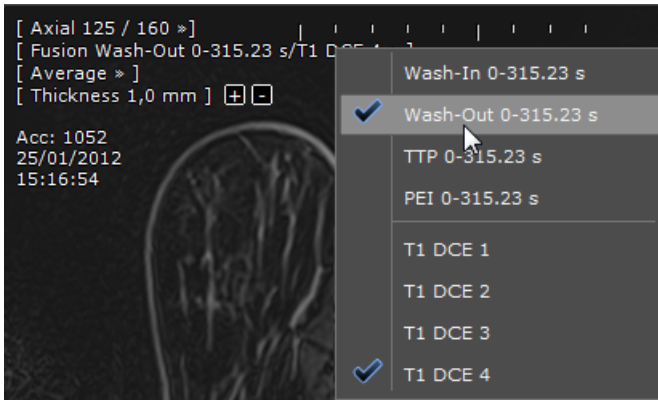 [ Axial 125 / 160 »]
[ Fusion Wash-Out 0-315.23 s/T1 DCE 4 » ]
[ Average » ]
[ Thickness 1,0 mm ] + -
Acc: 1052
25/01/2012
15:16:54
Wash-In 0-315.23 s
Wash-Out 0-315.23 s
TTP 0-315.23 s
PEI 0-315.23 s
T1 DCE 1
T1 DCE 2
T1 DCE 3
T1 DCE 4